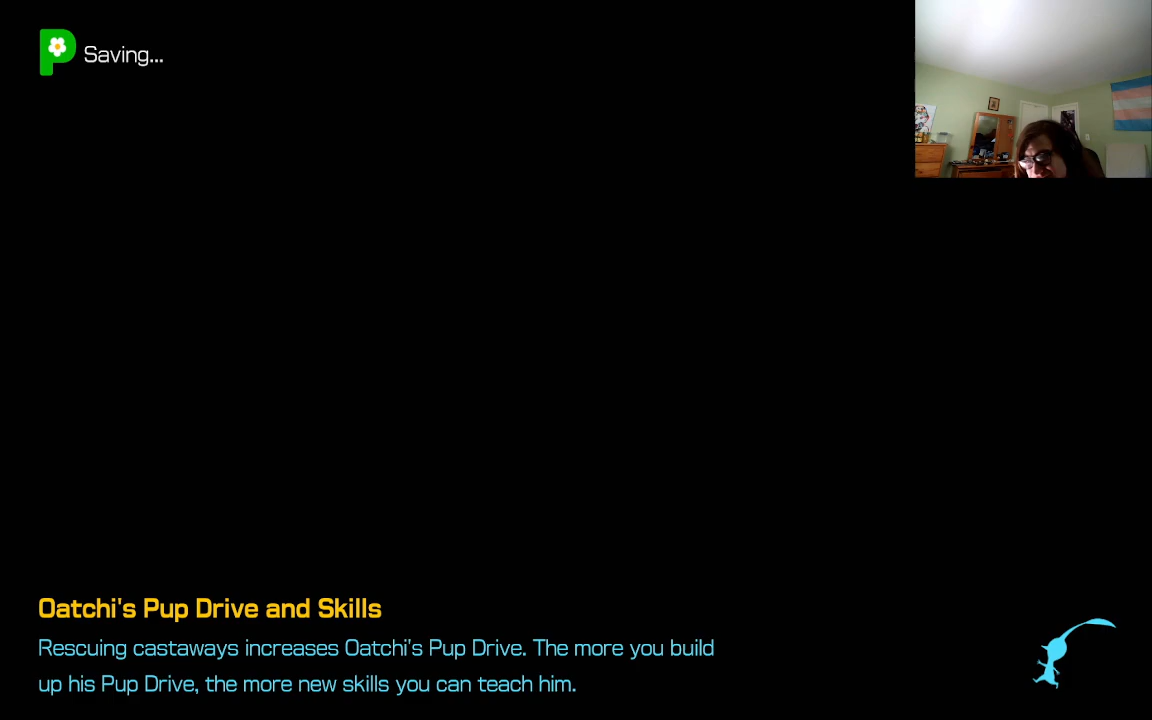 Saving...
Oatchi's Pup Drive and Skills
Rescuing castaways increases Oatchi's Pup Drive. The more you build
up his Pup Drive, the more new skills you can teach him.